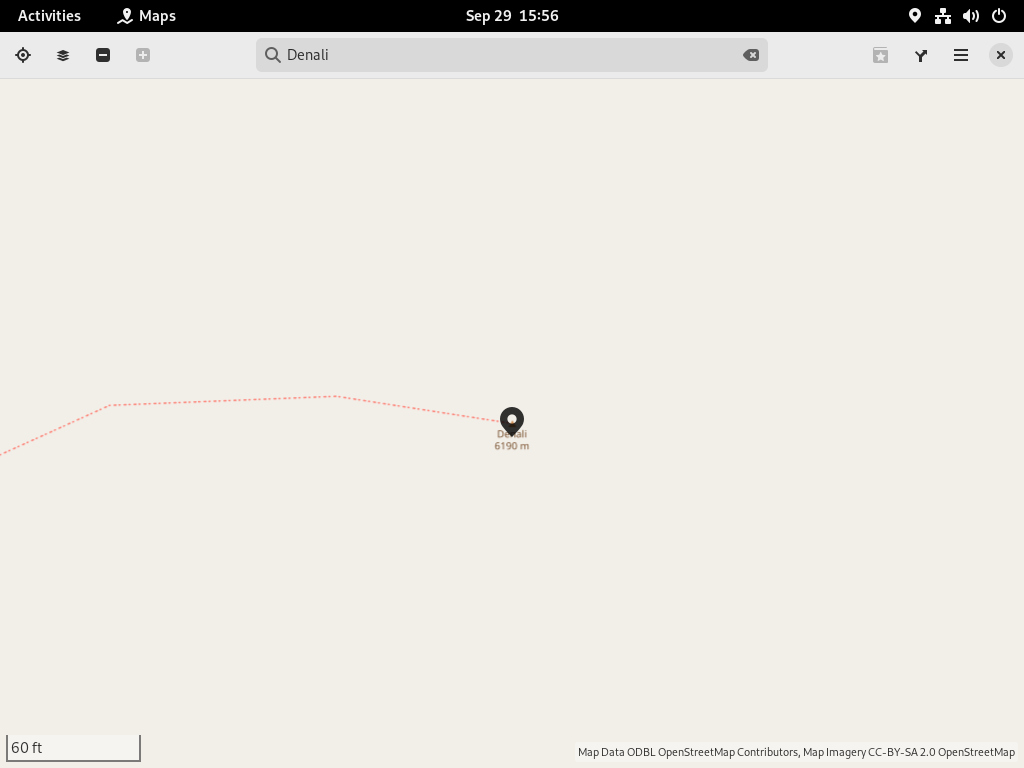 Activities
Maps
Sep 29 15:56
Denali
Denali
6190 m
60 ft
Map Data ODBL OpenStreetMap Contributors, Map Imagery CC-BY-SA 2.0 OpenStreetMap